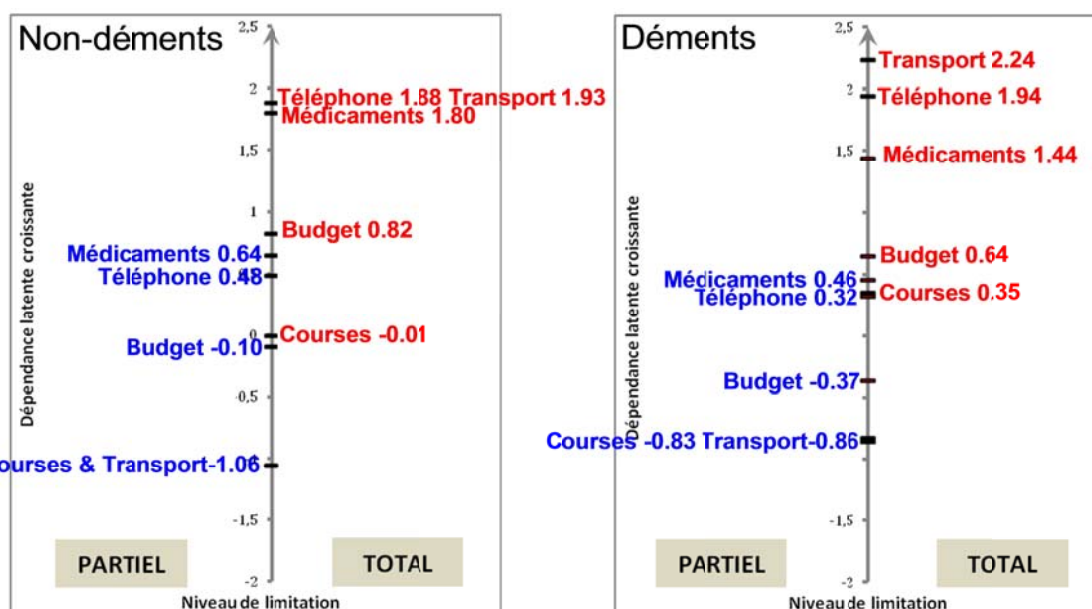 Non-déments
2,5
Téléphone 1.88 Transport 1.93
2
Médicaments 1.80
1,5
1
Budget 0.82
Médicaments 0.64
Téléphone 0.48
0
Courses -0.01
Budget -0.10
-0,5
Courses & Transport-1.06
-1,5
-2
Dépendance latente croissante
PARTIEL
TOTAL
Niveau de limitation
Déments
2,5
Transport 2.24
2
Téléphone 1.94
1,5
Médicaments 1.44
Budget 0.64
Médicaments 0.46
Téléphone 0.32
Courses 0.35
Budget -0.37
Courses -0.83 Transport-0.86
-1,5
-2
Dépendance latente croissante
PARTIEL
TOTAL
Niveau de limitation